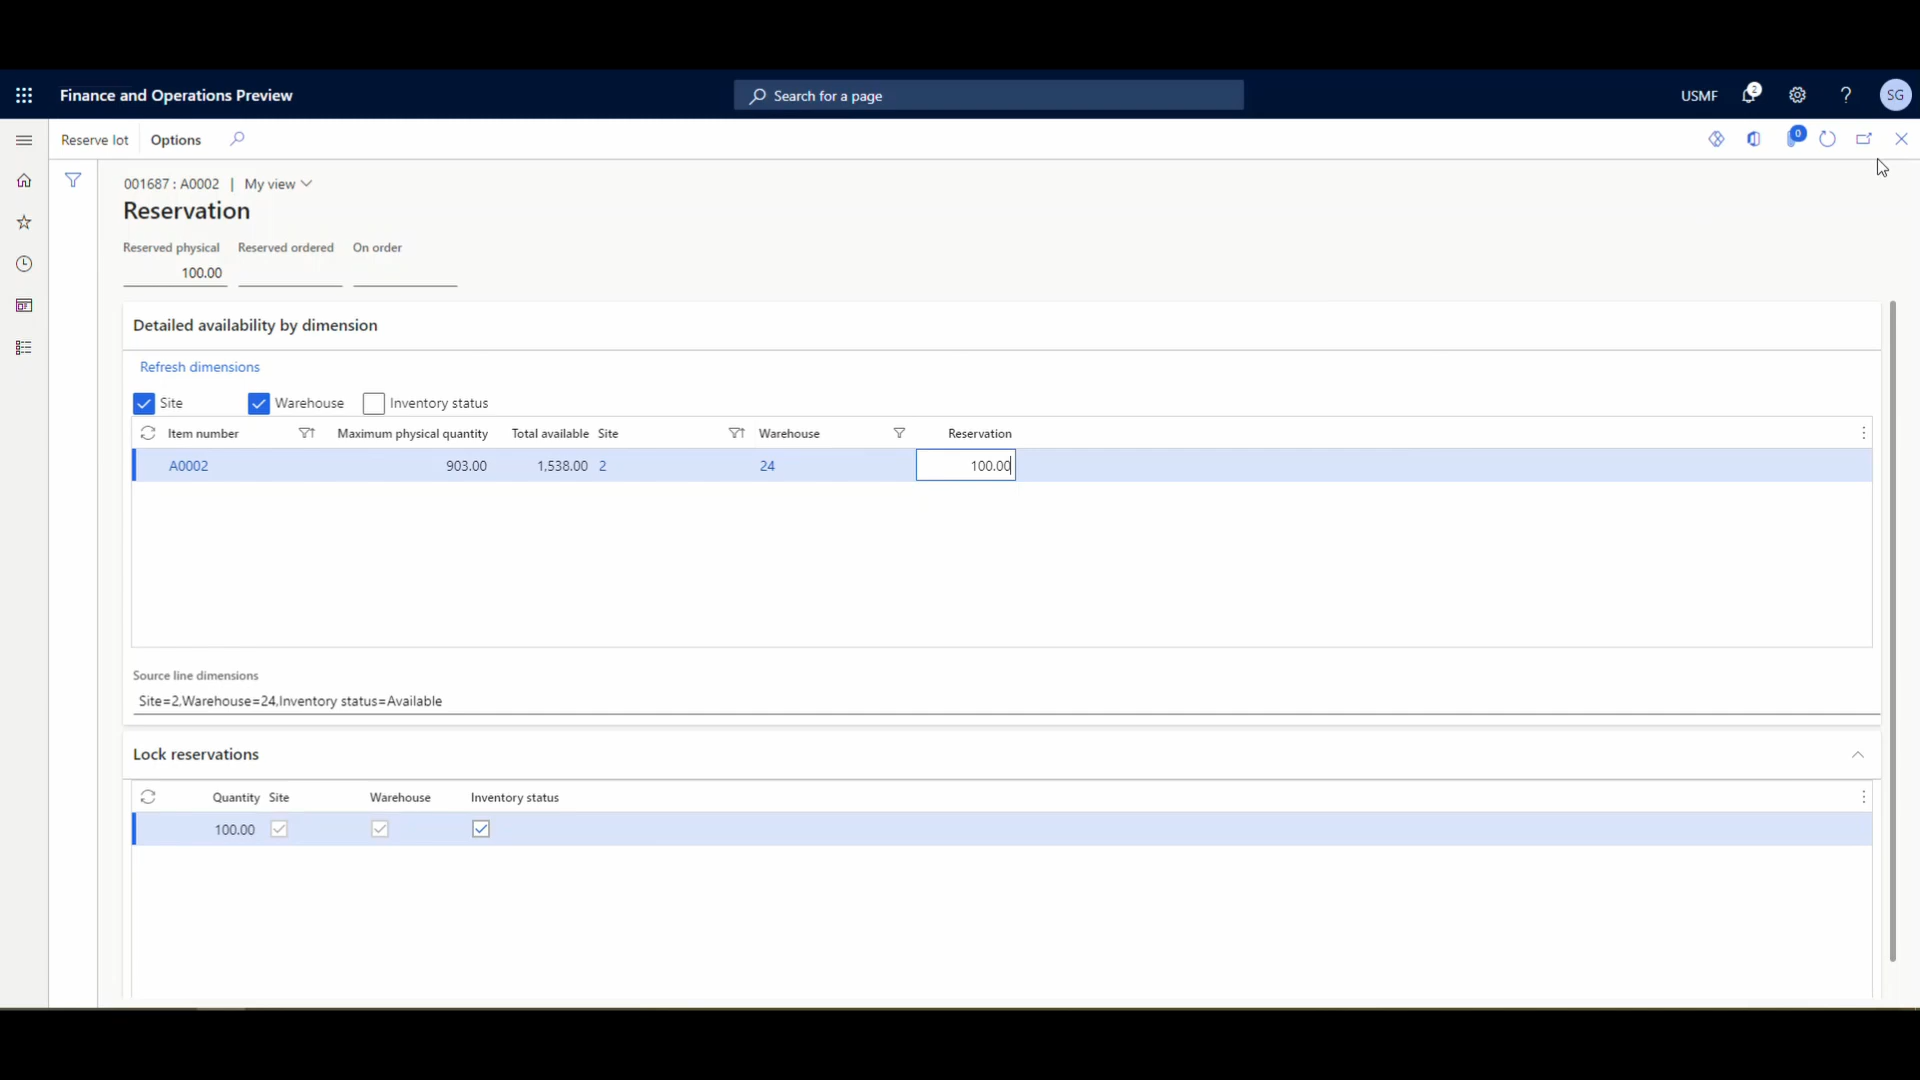 Finance and Operations Preview
Search for a page
USMF
2
?
SG
Reserve lot
Options
0
001687 : A0002 | My view
Reservation
Reserved physical Reserved ordered On order
100.00
Detailed availability by dimension
Refresh dimensions
Site Warehouse Inventory status
Item number Maximum physical quantity Total available Site Warehouse Reservation
A0002 903.00 1,538.00 2 24 100.00
Source line dimensions
Site=2,Warehouse=24,Inventory status=Available
Lock reservations
Quantity Site Warehouse Inventory status
100.00